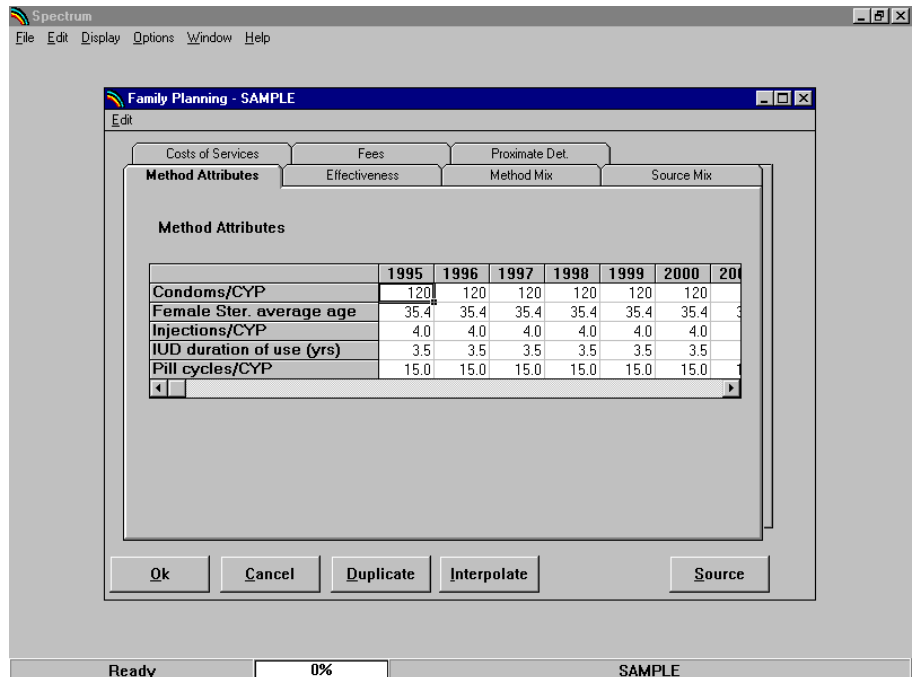 Spectrum
File Edit Display Options Window Help
Family Planning - SAMPLE
Edit
Costs of Services Fees Proximate Det.
Method Attributes Effectiveness Method Mix Source Mix
Method Attributes
1995 1996 1997 1998 1999 2000
Condoms/CYP 120 120 120 120 120 120
Female Ster. average age 35.4 35.4 35.4 35.4 35.4 35.4
Injections/CYP 4.0 4.0 4.0 4.0 4.0 4.0
IUD duration of use (yrs) 3.5 3.5 3.5 3.5 3.5 3.5
Pill cycles/CYP 15.0 15.0 15.0 15.0 15.0 15.0
Ok Cancel Duplicate Interpolate Source
Ready 0% SAMPLE